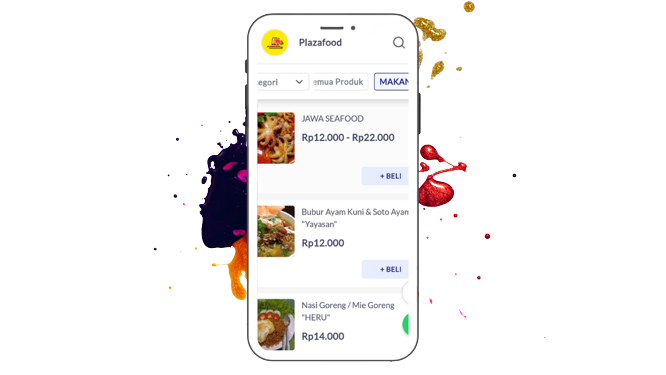 Plazafood
tegori
emua Produk
MAKAN
JAWA SEAFOOD
Rp12.000 - Rp22.000
+ BELI
Bubur Ayam Kuni & Soto Ayam
"Yayasan"
Rp12.000
+ BELI
Nasi Goreng / Mie Goreng
"HERU"
Rp14.000